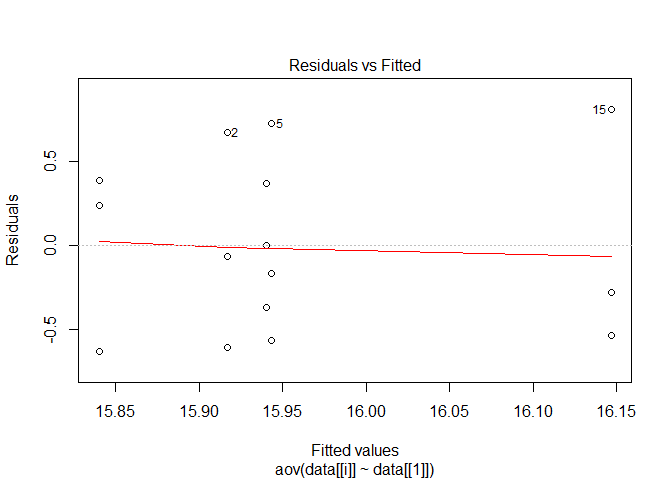 Residuals vs Fitted
Residuals
0.5
0.0
-0.5
2
5
15
15.85 15.90 15.95 16.00 16.05 16.10 16.15
Fitted values
aov(data[[i]] ~ data[[1]])